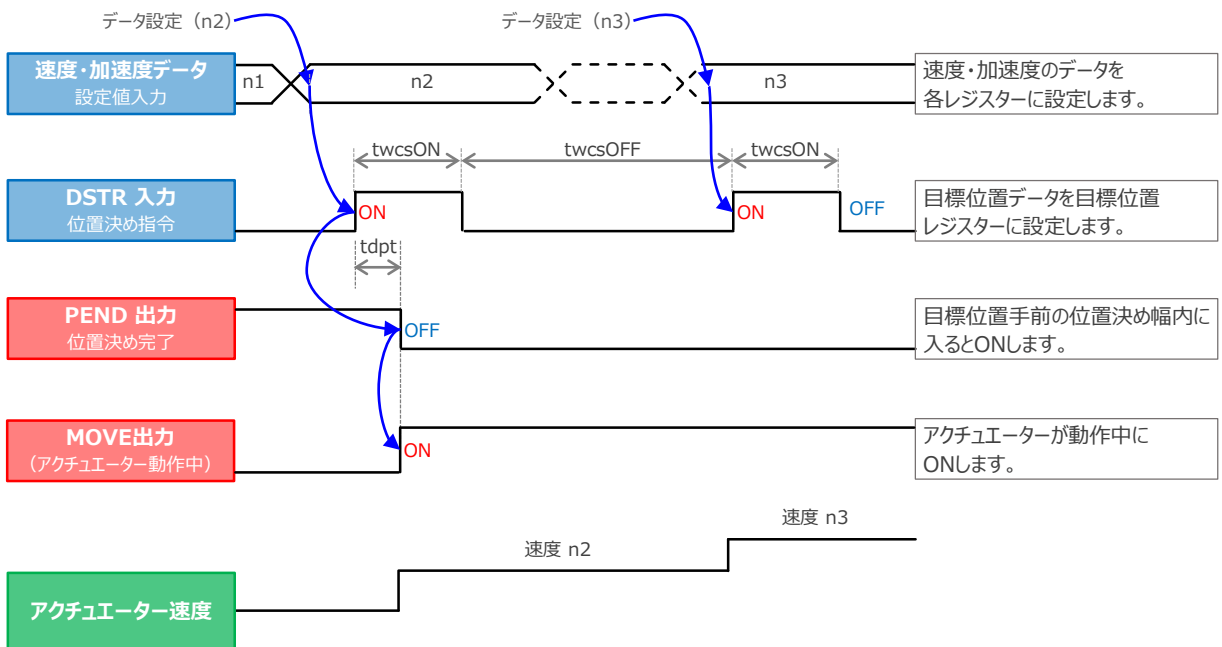 データ設定（n2）
データ設定（n3）
速度・加速度データ
設定値入力
n1
n2
n3
速度・加速度のデータを
各レジスターに設定します。
twcsON
twcsOFF
twcsON
DSTR 入力
位置決め指令
ON
ON
OFF
目標位置データを目標位置
レジスターに設定します。
tdpt
PEND 出力
位置決め完了
OFF
目標位置手前の位置決め幅内に
入るとONします。
MOVE出力
（アクチュエーター動作中）
ON
アクチュエーターが動作中に
ONします。
速度 n3
速度 n2
アクチュエーター速度